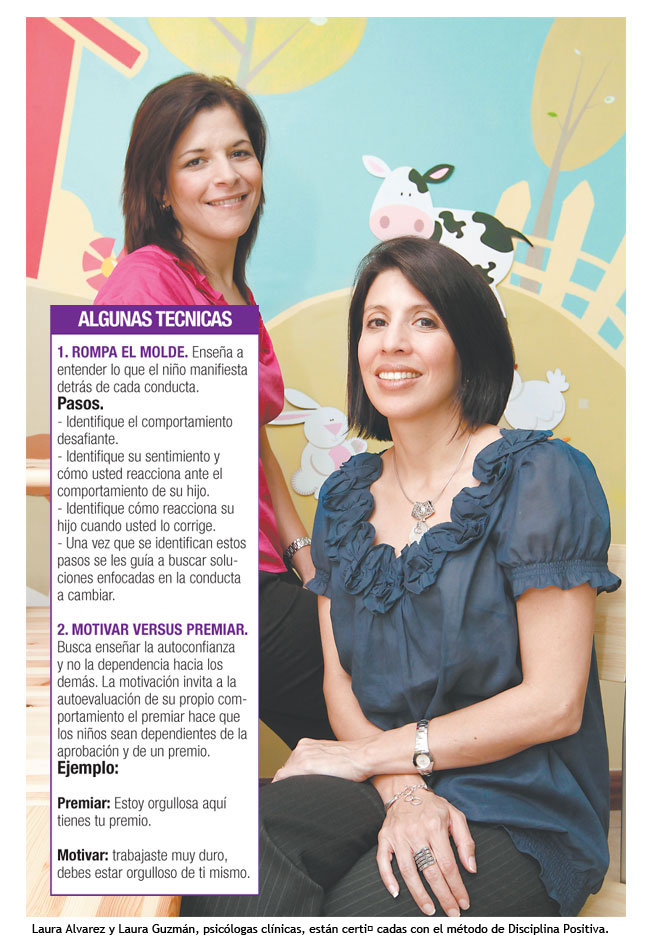 ALGUNAS TECNICAS
1. ROMPA EL MOLDE. Enseña a
entender lo que el niño manifiesta
detrás de cada conducta.
Pasos.
- Identifique el comportamiento
desafiante.
- Identifique su sentimiento y
cómo usted reacciona ante el
comportamiento de su hijo.
- Identifique cómo reacciona su
hijo cuando usted lo corrige.
- Una vez que se identifican estos
pasos se les guía a buscar solu-
ciones enfocadas en la conducta
a cambiar.
2. MOTIVAR VERSUS PREMIAR.
Busca enseñar la autoconfianza
y no la dependencia hacia los
demás. La motivación invita a la
autoevaluación de su propio com-
portamiento el premiar hace que
los niños sean dependientes de la
aprobación y de un premio.
Ejemplo:
Premiar: Estoy orgullosa aquí
tienes tu premio.
Motivar: trabajaste muy duro,
debes estar orgulloso de ti mismo.
Laura Alvarez y Laura Guzmán, psicólogas clínicas, están certi¤ cadas con el método de Disciplina Positiva.